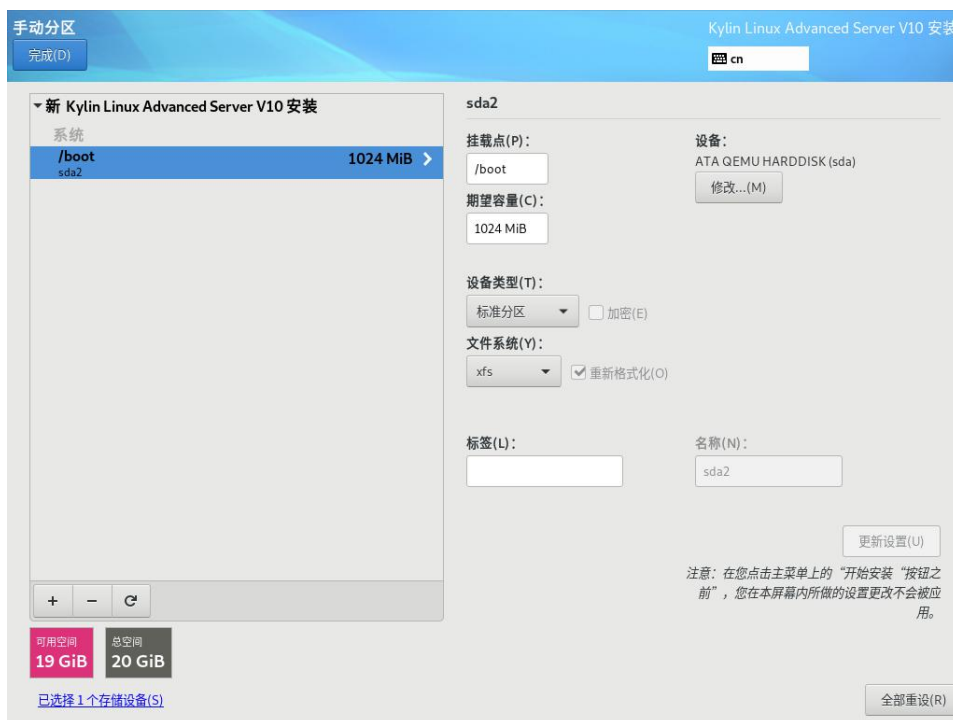 手动分区
Kylin Linux Advanced Server V10 安装
完成(D)
cn
新 Kylin Linux Advanced Server V10 安装
系统
/boot
1024 MiB
sda2
sda2
挂载点(P)：
/boot
设备：
ATA QEMU HARDDISK (sda)
修改...(M)
期望容量(C)：
1024 MiB
设备类型(T)：
标准分区
加密(E)
文件系统(Y)：
xfs
重新格式化(O)
标签(L)：
名称(N)：
sda2
更新设置(U)
注意：在您点击主菜单上的“开始安装“按钮之
前”，您在本屏幕内所做的设置更改不会被应
用。
+ −
可用空间
19 GiB
总空间
20 GiB
已选择 1 个存储设备(S)
全部重设(R)